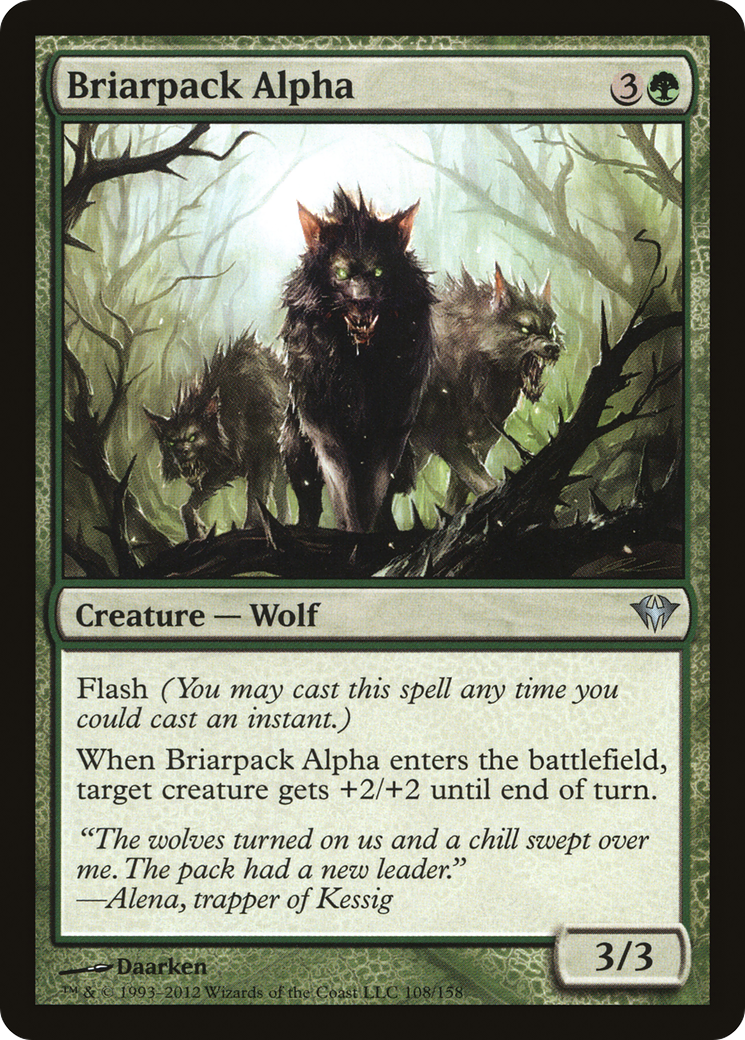 Briarpack Alpha 3
Creature — Wolf
Flash (You may cast this spell any time you
could cast an instant.)
When Briarpack Alpha enters the battlefield,
target creature gets +2/+2 until end of turn.
“The wolves turned on us and a chill swept over
me. The pack had a new leader.”
—Alena, trapper of Kessig
3/3
Daarken
™ & © 1993–2012 Wizards of the Coast LLC 108/158